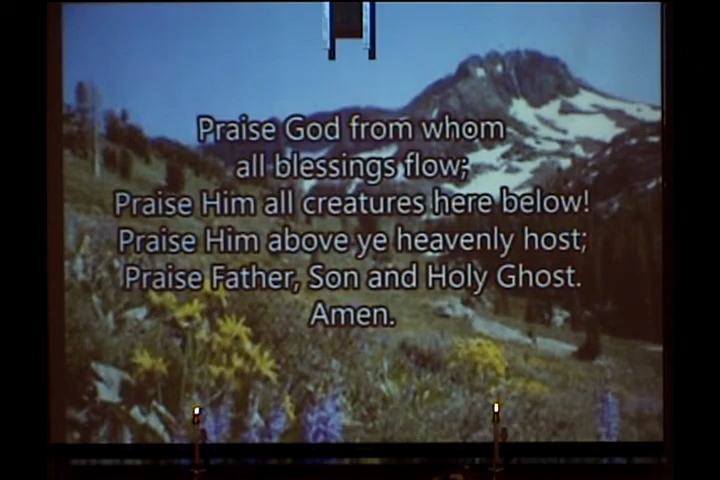 Praise God from whom
all blessings flow;
Praise Him all creatures here below!
Praise Him above ye heavenly host;
Praise Father, Son and Holy Ghost.
Amen.